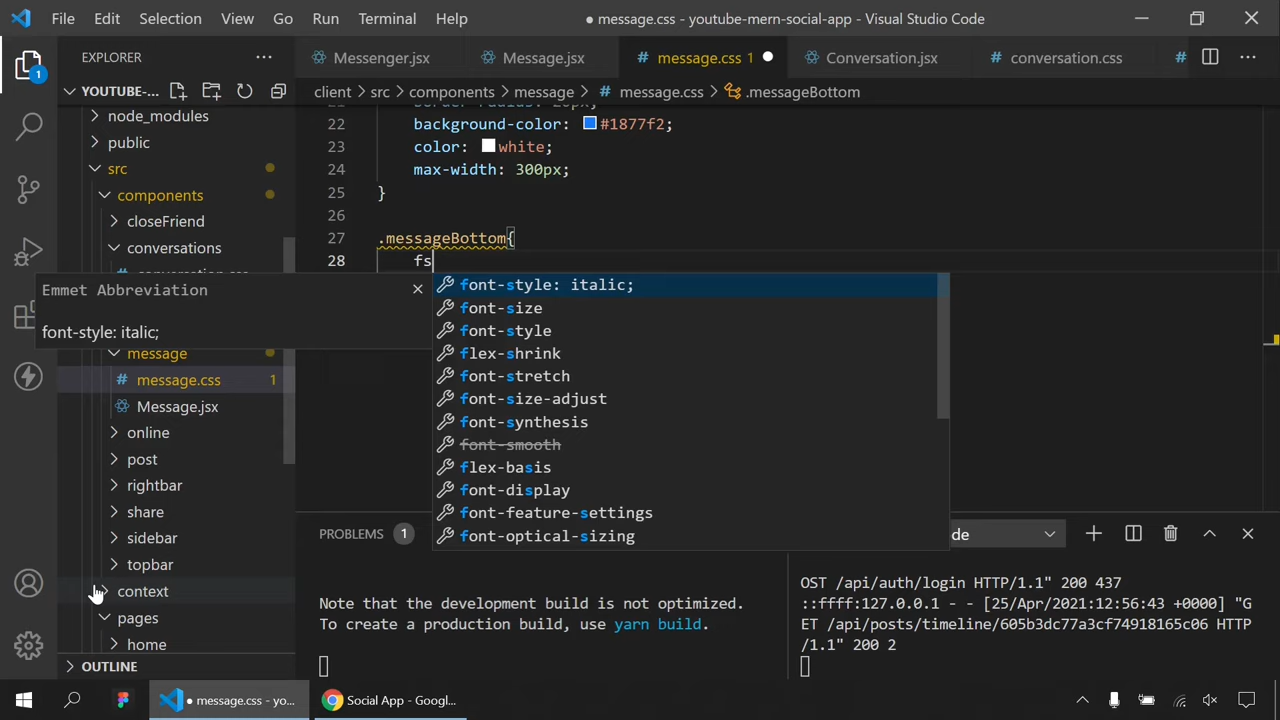 File Edit Selection View Go Run Terminal Help ● message.css - youtube-mern-social-app - Visual Studio Code
EXPLORER ···
Messenger.jsx Message.jsx # message.css 1 ● Conversation.jsx # conversation.css # ···
1
YOUTUBE-...
client > src > components > message > # message.css > .messageBottom
node_modules
public
src
components
closeFriend
conversations
message
# message.css 1
Message.jsx
online
post
rightbar
share
sidebar
topbar
context
pages
home
OUTLINE
22 background-color: #1877f2;
23 color: white;
24 max-width: 300px;
25 }
26
27 .messageBottom{
28 fs
Emmet Abbreviation
font-style: italic;
font-style: italic;
font-size
font-style
flex-shrink
font-stretch
font-size-adjust
font-synthesis
font-smooth
flex-basis
font-display
font-feature-settings
font-optical-sizing
PROBLEMS 1 de
Note that the development build is not optimized.
To create a production build, use yarn build.
OST /api/auth/login HTTP/1.1" 200 437
::ffff:127.0.0.1 - - [25/Apr/2021:12:56:43 +0000] "G
ET /api/posts/timeline/605b3dc77a3cf74918165c06 HTTP
/1.1" 200 2
● message.css - yo... Social App - Googl...